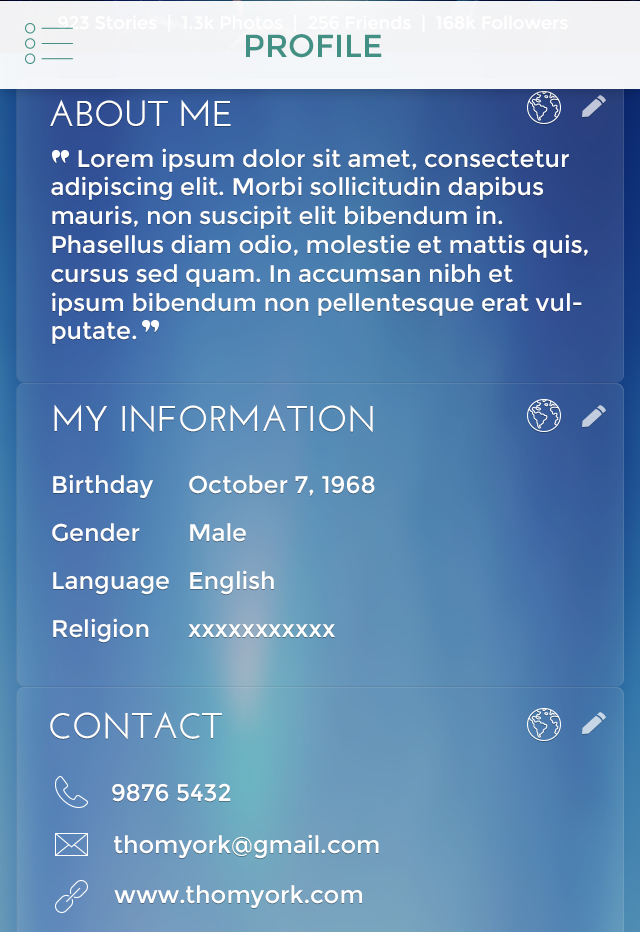 923 Stories | 1.3k Photos | 256 Friends | 168k Followers
PROFILE
ABOUT ME
❞ Lorem ipsum dolor sit amet, consectetur
adipiscing elit. Morbi sollicitudin dapibus
mauris, non suscipit elit bibendum in.
Phasellus diam odio, molestie et mattis quis,
cursus sed quam. In accumsan nibh et
ipsum bibendum non pellentesque erat vul-
putate.❞
MY INFORMATION
Birthday October 7, 1968
Gender Male
Language English
Religion xxxxxxxxxxx
CONTACT
9876 5432
thomyork@gmail.com
www.thomyork.com